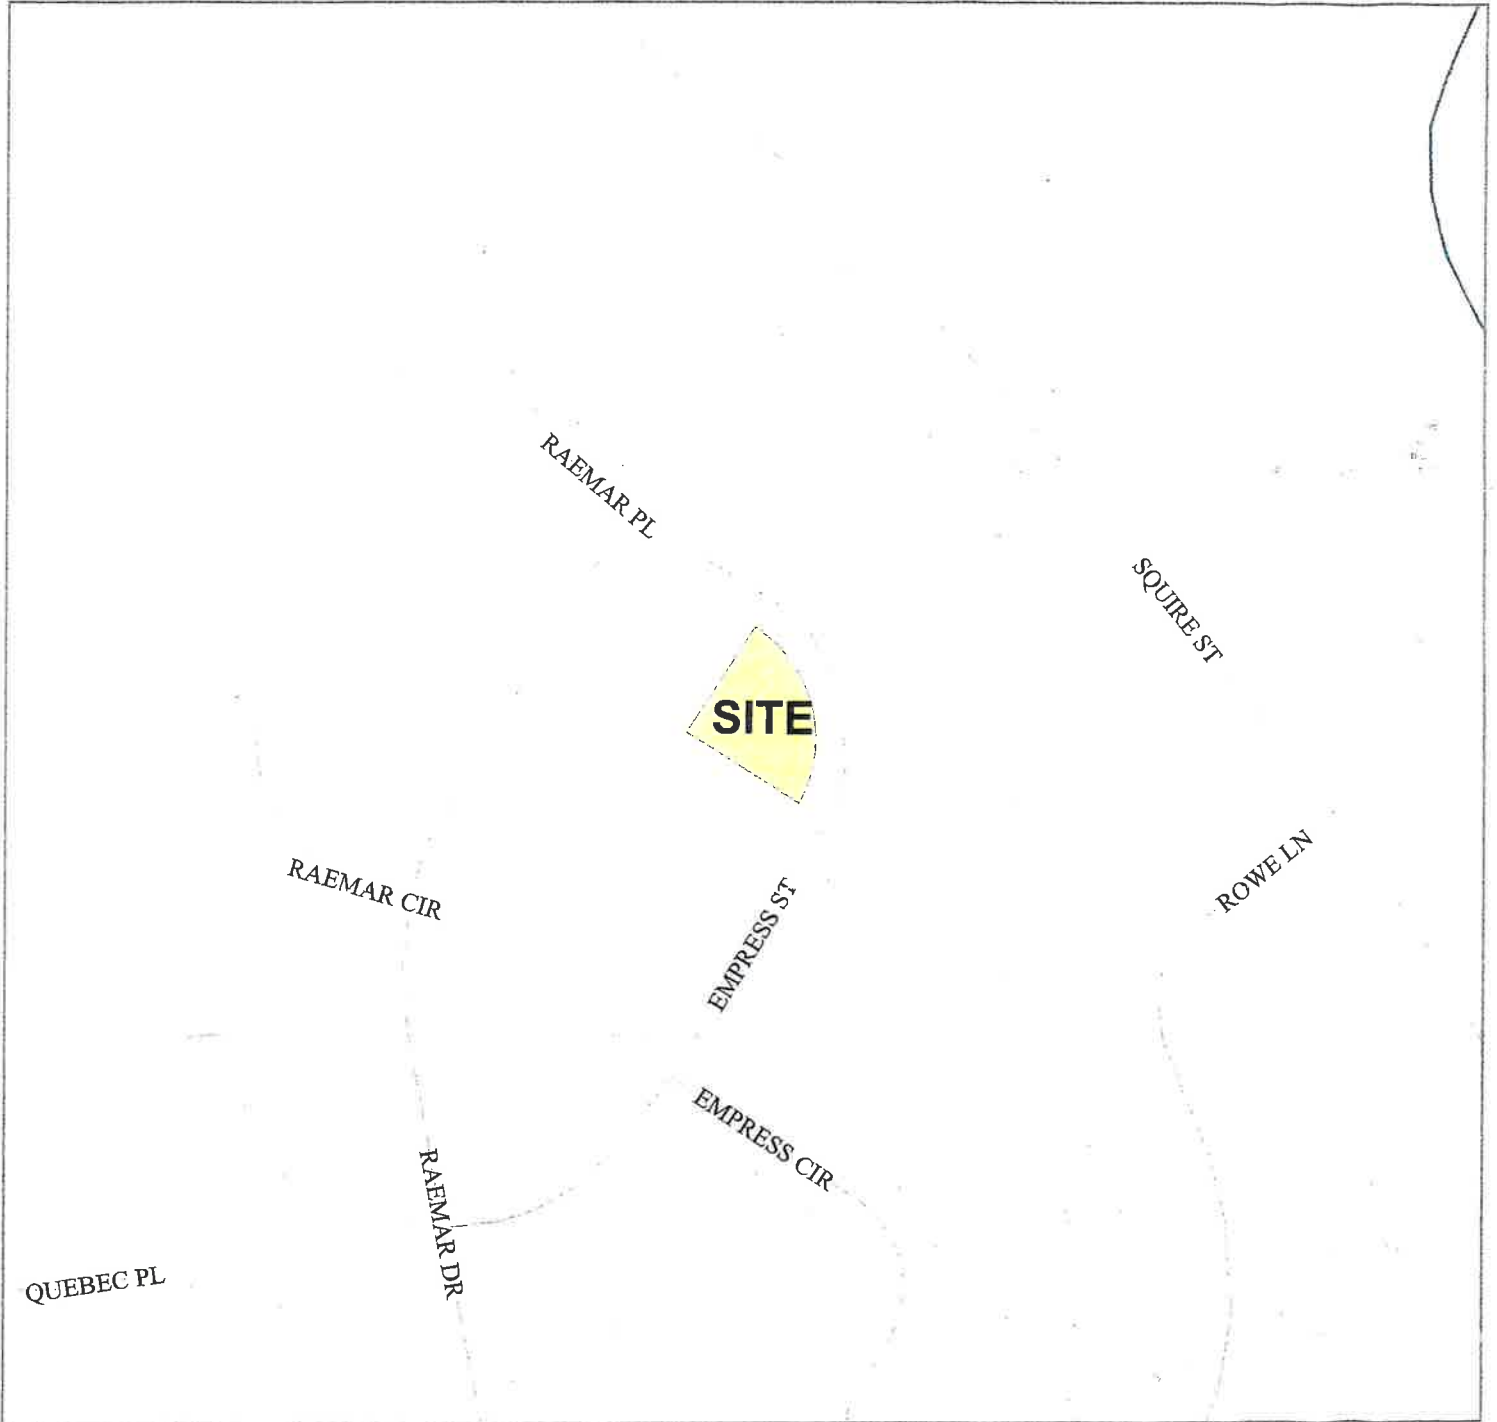 RAEMAR PL
SQUIRE ST
SITE
RAEMAR CIR
ROWE LN
EMPRESS ST
EMPRESS CIR
RAEMAR DR
QUEBEC PL